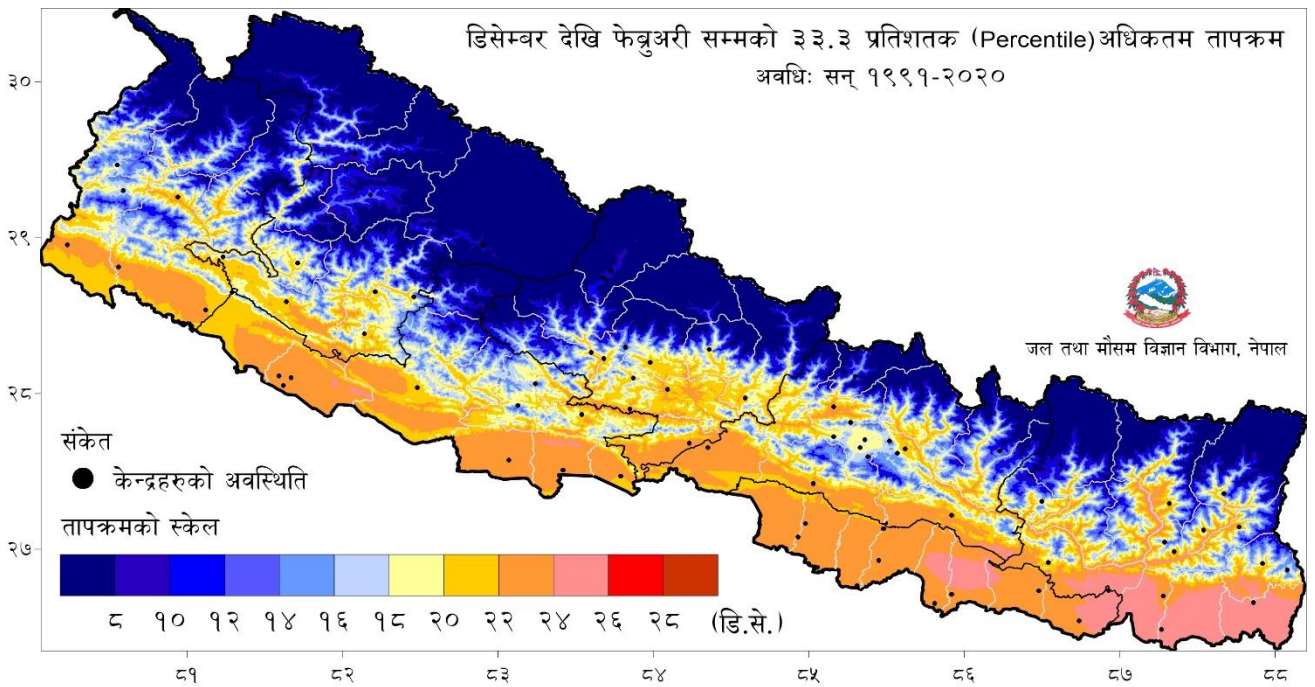 डिसेम्बर देखि फेब्रुअरी सम्मको ३३.३ प्रतिशतक (Percentile) अधिकतम तापक्रम
अवधिः सन् १९९१-२०२०
३०
२९
२८
२७
जल तथा मौसम विज्ञान विभाग, नेपाल
संकेत
केन्द्रहरुको अवस्थिति
तापक्रमको स्केल
८ १० १२ १४ १६ १८ २० २२ २४ २६ २८ (डि.से.)
८१ ८२ ८३ ८४ ८५ ८६ ८७ ८८